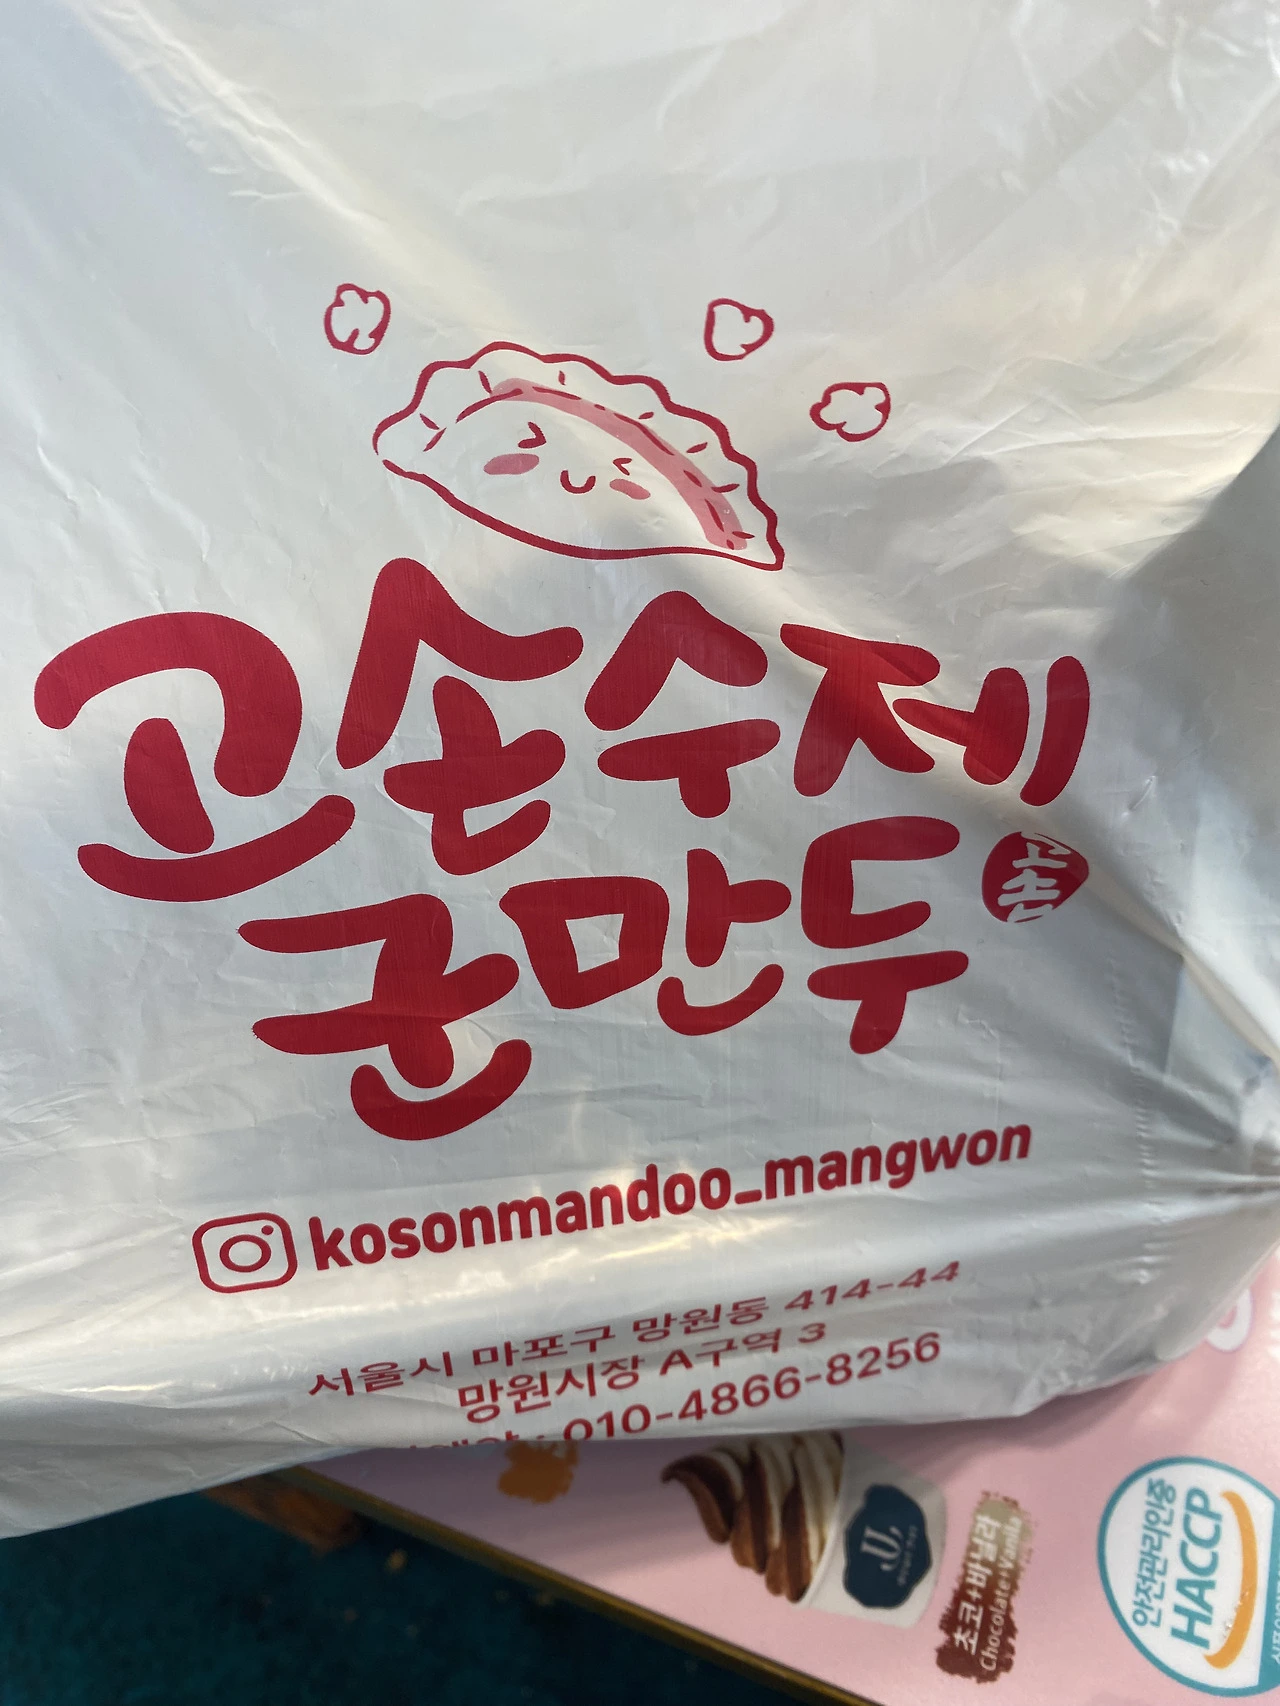 고손수제
군만두
고손
kosonmandoo_mangwon
서울시 마포구 망원동 414-44
망원시장 A구역 3
010-4866-8256
JJ
초코+바닐라
Chocolate+Vanilla
안전관리인증
HACCP